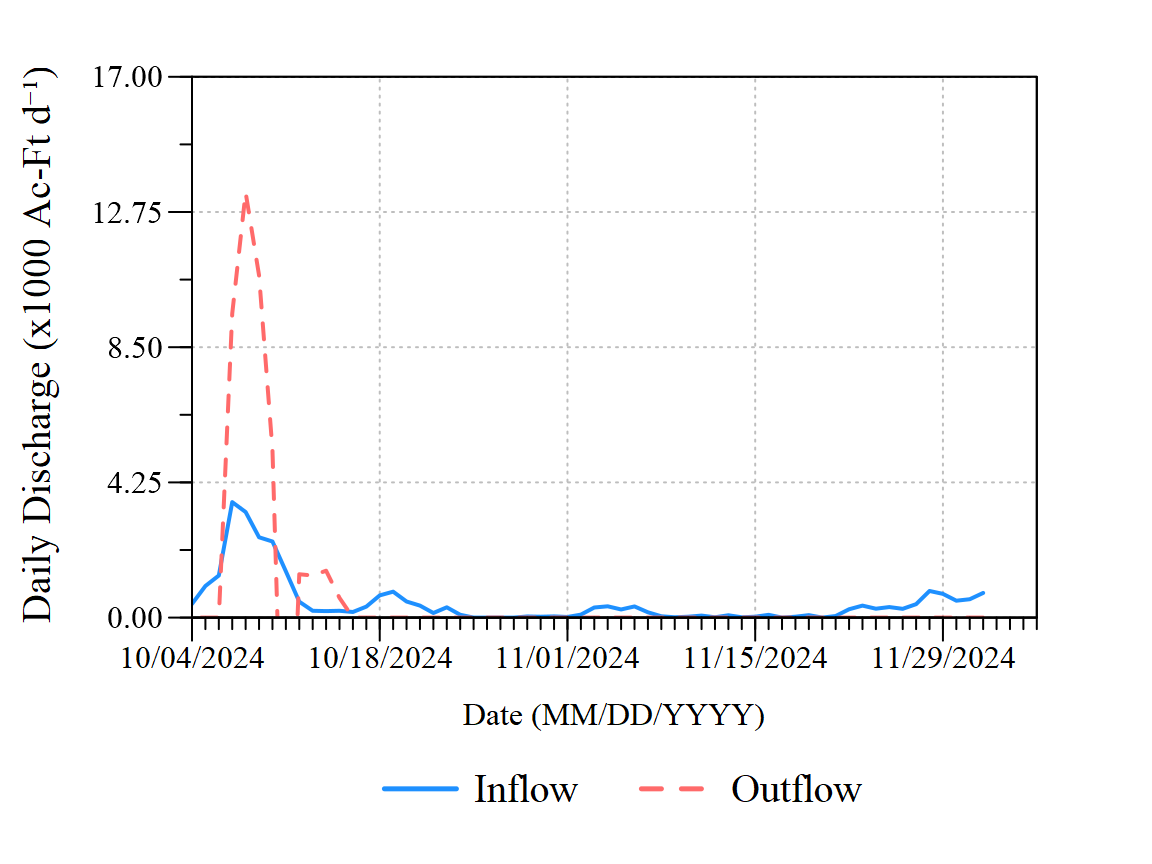 Daily Discharge (x1000 Ac-Ft d⁻¹)
17.00
12.75
8.50
4.25
0.00
10/04/2024 10/18/2024 11/01/2024 11/15/2024 11/29/2024
Date (MM/DD/YYYY)
Inflow Outflow